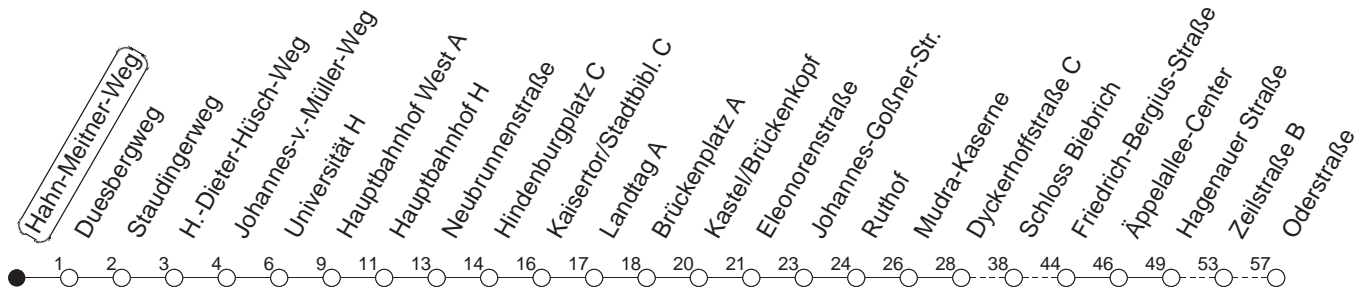 Hahn-Meitner-Weg
Duesbergweg
Staudingerweg
H.-Dieter-Hüsch-Weg
Johannes-v.-Müller-Weg
Universität H
Hauptbahnhof West A
Hauptbahnhof H
Neubrunnenstraße
Hindenburgplatz C
Kaisertor/Stadtbibl. C
Landtag A
Brückenplatz A
Kastel/Brückenkopf
Eleonorenstraße
Johannes-Goßner-Str.
Ruthof
Mudra-Kaserne
Dyckerhoffstraße C
Schloss Biebrich
Friedrich-Bergius-Straße
Äppelallee-Center
Hagenauer Straße
Zeilstraße B
Oderstraße
1 2 3 4 6 9 11 13 14 16 17 18 20 21 23 24 26 28 38 44 46 49 53 57